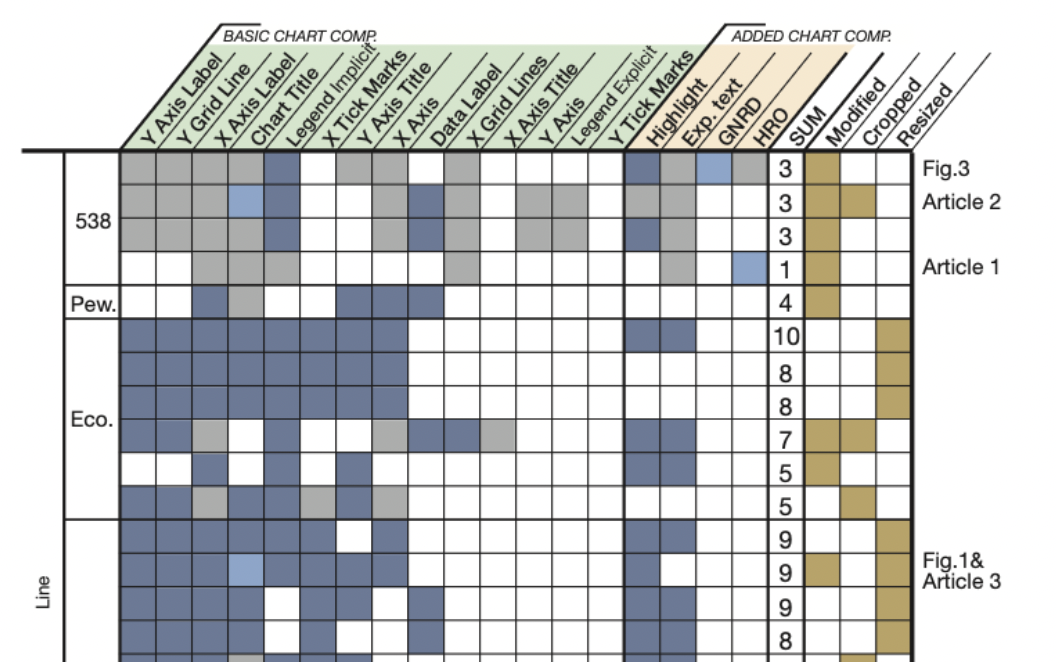 BASIC CHART COMP.
ADDED CHART COMP.
Y Axis Label
Y Grid Line
X Axis Label
Chart Title
Legend Implicit
X Tick Marks
Y Axis Title
X Axis
Data Label
X Grid Lines
X Axis Title
Y Axis
Legend Explicit
Y Tick Marks
Highlight
Exp. text
GNRD
HRO
SUM
Modified
Cropped
Resized
538
3 Fig.3
3 Article 2
3
1 Article 1
Pew.
4
Eco.
10
8
8
7
5
5
Line
9
9 Fig.1&
Article 3
9
8